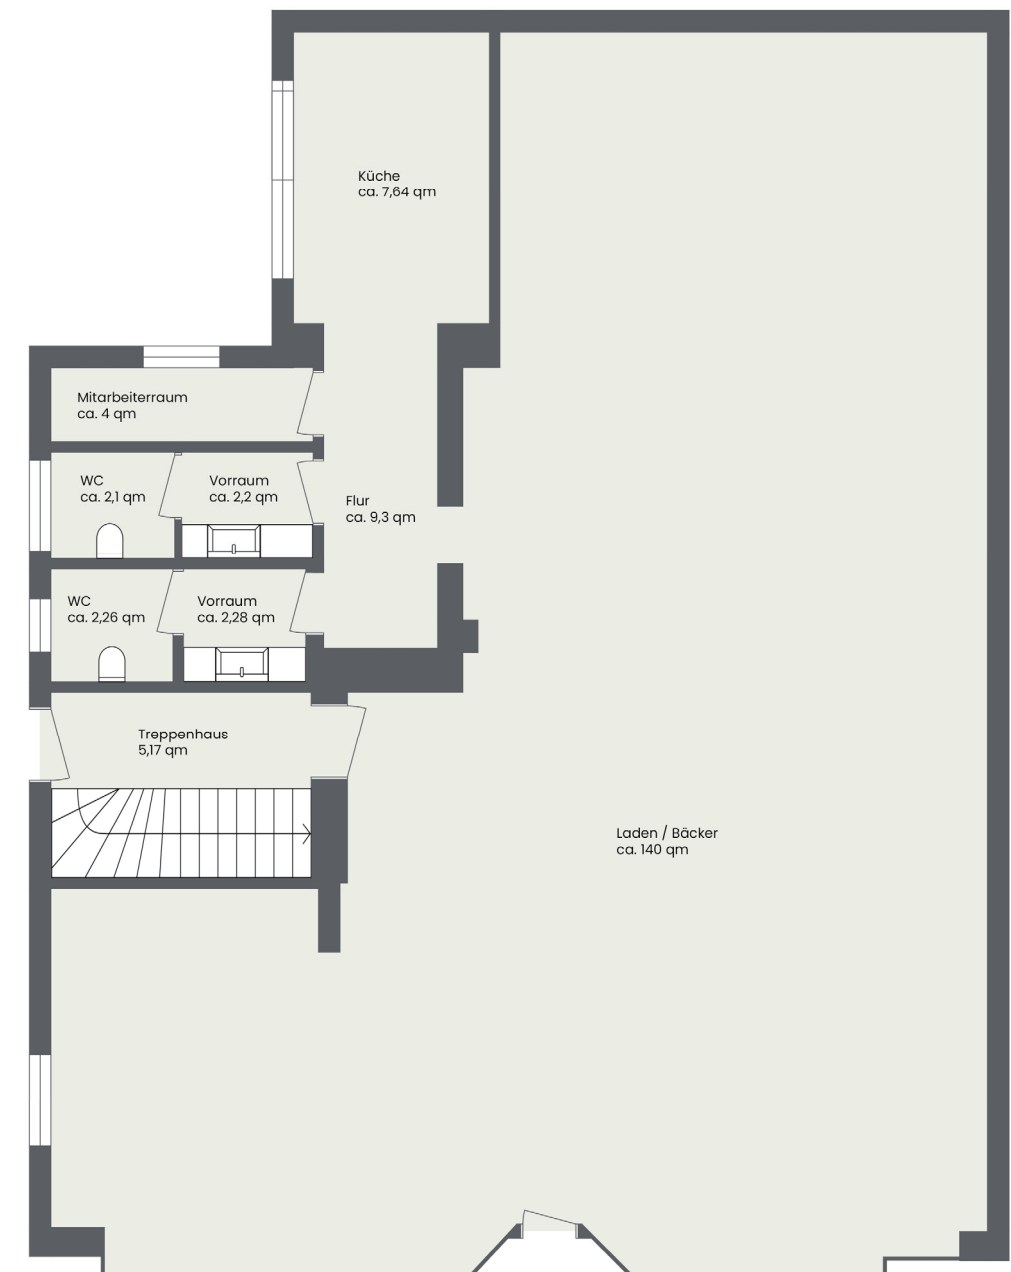 Küche
ca. 7,64 qm
Mitarbeiterraum
ca. 4 qm
WC
ca. 2,1 qm
Vorraum
ca. 2,2 qm
Flur
ca. 9,3 qm
WC
ca. 2,26 qm
Vorraum
ca. 2,28 qm
Treppenhaus
5,17 qm
Laden / Bäcker
ca. 140 qm